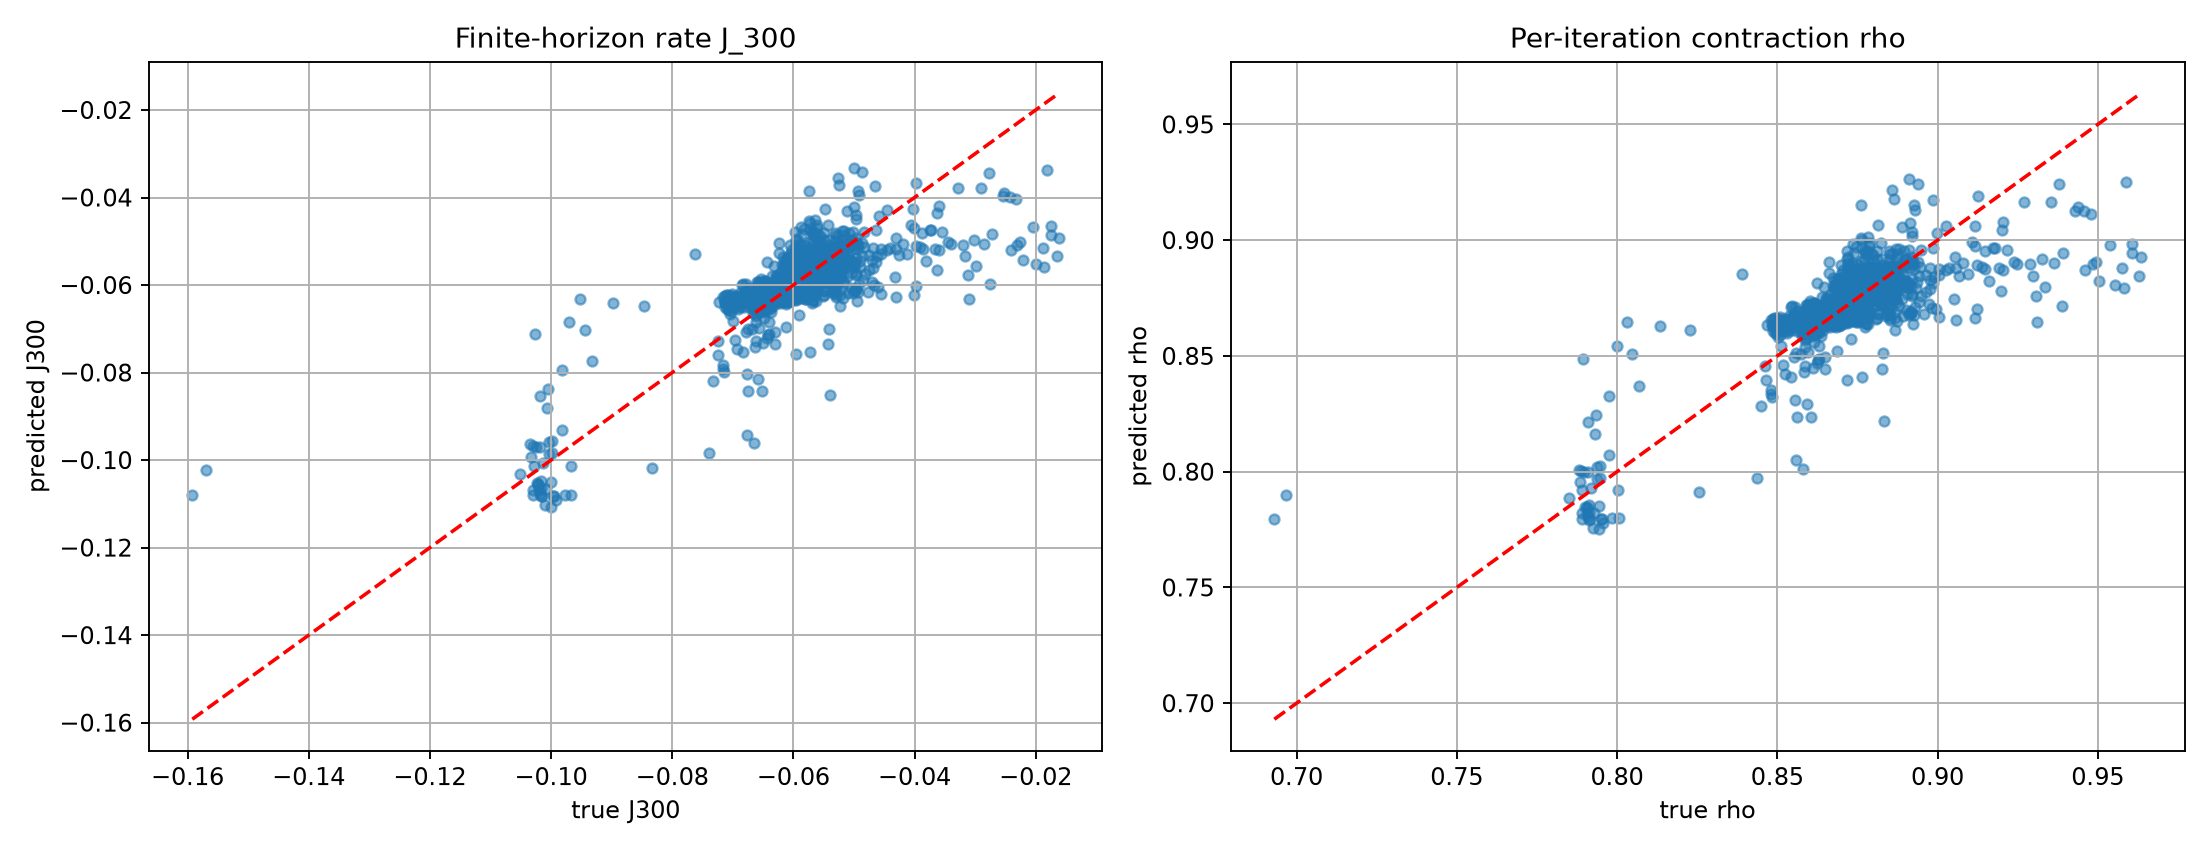 Finite-horizon rate J_300
predicted J300
−0.02
−0.04
−0.06
−0.08
−0.10
−0.12
−0.14
−0.16
−0.16 −0.14 −0.12 −0.10 −0.08 −0.06 −0.04 −0.02
true J300
Per-iteration contraction rho
predicted rho
0.95
0.90
0.85
0.80
0.75
0.70
0.70 0.75 0.80 0.85 0.90 0.95
true rho